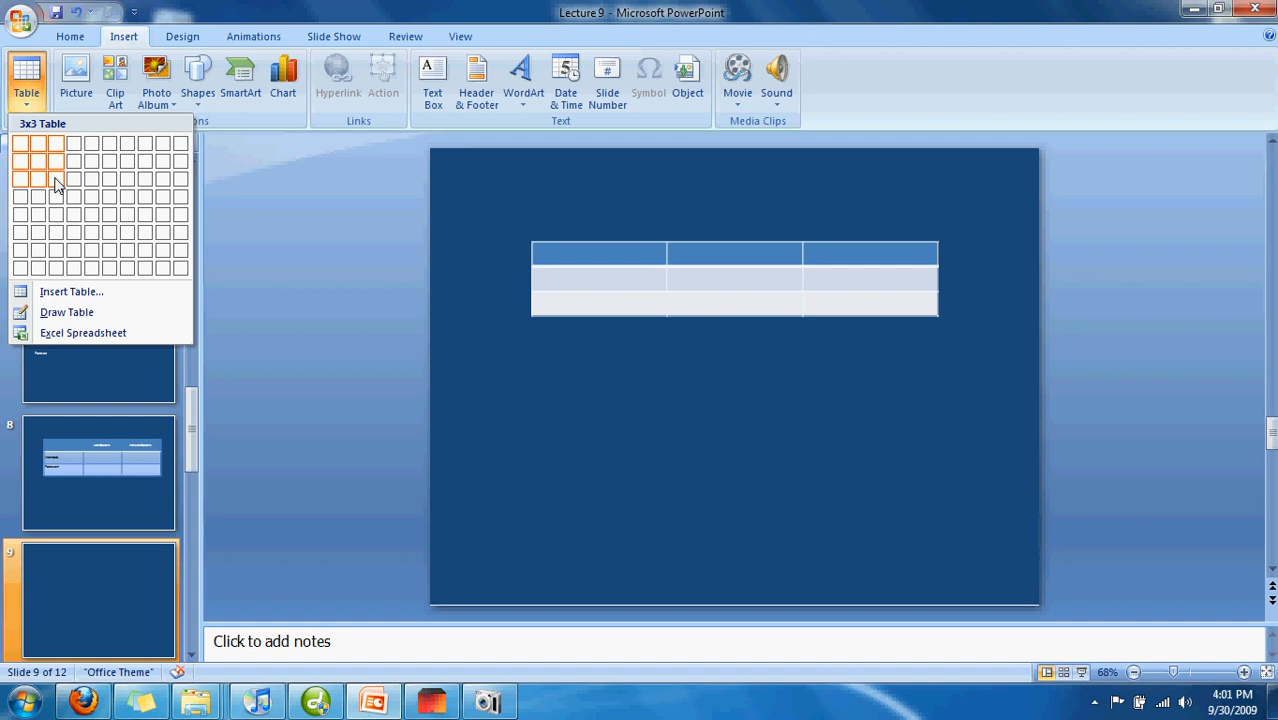 Lecture 9 - Microsoft PowerPoint
Home Insert Design Animations Slide Show Review View
Table Picture Clip Art Photo Album Shapes SmartArt Chart Hyperlink Action Text Box Header & Footer WordArt Date & Time Slide Number Symbol Object Movie Sound
Links Text Media Clips
3x3 Table
Insert Table...
Draw Table
Excel Spreadsheet
8
9
Click to add notes
Slide 9 of 12 "Office Theme" 68%
4:01 PM
9/30/2009